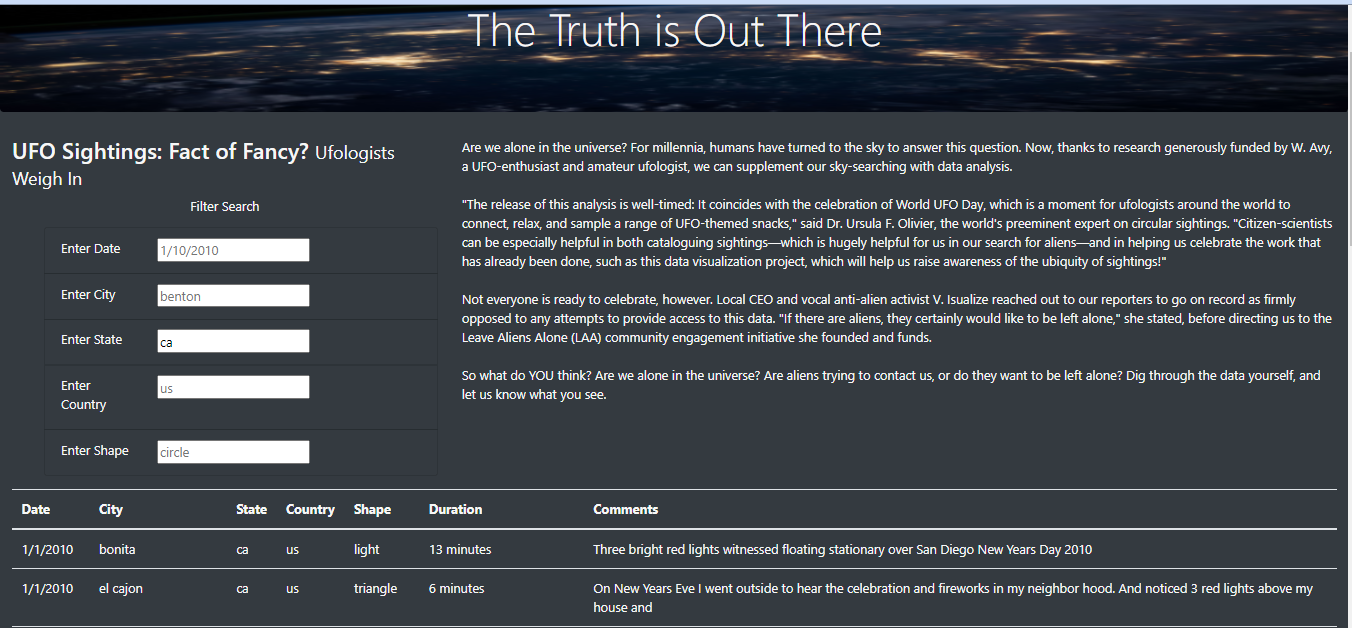 The Truth is Out There
UFO Sightings: Fact of Fancy? Ufologists
Weigh In
Filter Search
Enter Date 1/10/2010
Enter City benton
Enter State ca
Enter
Country
us
Enter Shape circle
Are we alone in the universe? For millennia, humans have turned to the sky to answer this question. Now, thanks to research generously funded by W. Avy,
a UFO-enthusiast and amateur ufologist, we can supplement our sky-searching with data analysis.
"The release of this analysis is well-timed: It coincides with the celebration of World UFO Day, which is a moment for ufologists around the world to
connect, relax, and sample a range of UFO-themed snacks," said Dr. Ursula F. Olivier, the world's preeminent expert on circular sightings. "Citizen-scientists
can be especially helpful in both cataloguing sightings—which is hugely helpful for us in our search for aliens—and in helping us celebrate the work that
has already been done, such as this data visualization project, which will help us raise awareness of the ubiquity of sightings!"
Not everyone is ready to celebrate, however. Local CEO and vocal anti-alien activist V. Isualize reached out to our reporters to go on record as firmly
opposed to any attempts to provide access to this data. "If there are aliens, they certainly would like to be left alone," she stated, before directing us to the
Leave Aliens Alone (LAA) community engagement initiative she founded and funds.
So what do YOU think? Are we alone in the universe? Are aliens trying to contact us, or do they want to be left alone? Dig through the data yourself, and
let us know what you see.
Date City State Country Shape Duration Comments
1/1/2010 bonita ca us light 13 minutes Three bright red lights witnessed floating stationary over San Diego New Years Day 2010
1/1/2010 el cajon ca us triangle 6 minutes On New Years Eve I went outside to hear the celebration and fireworks in my neighbor hood. And noticed 3 red lights above my
house and